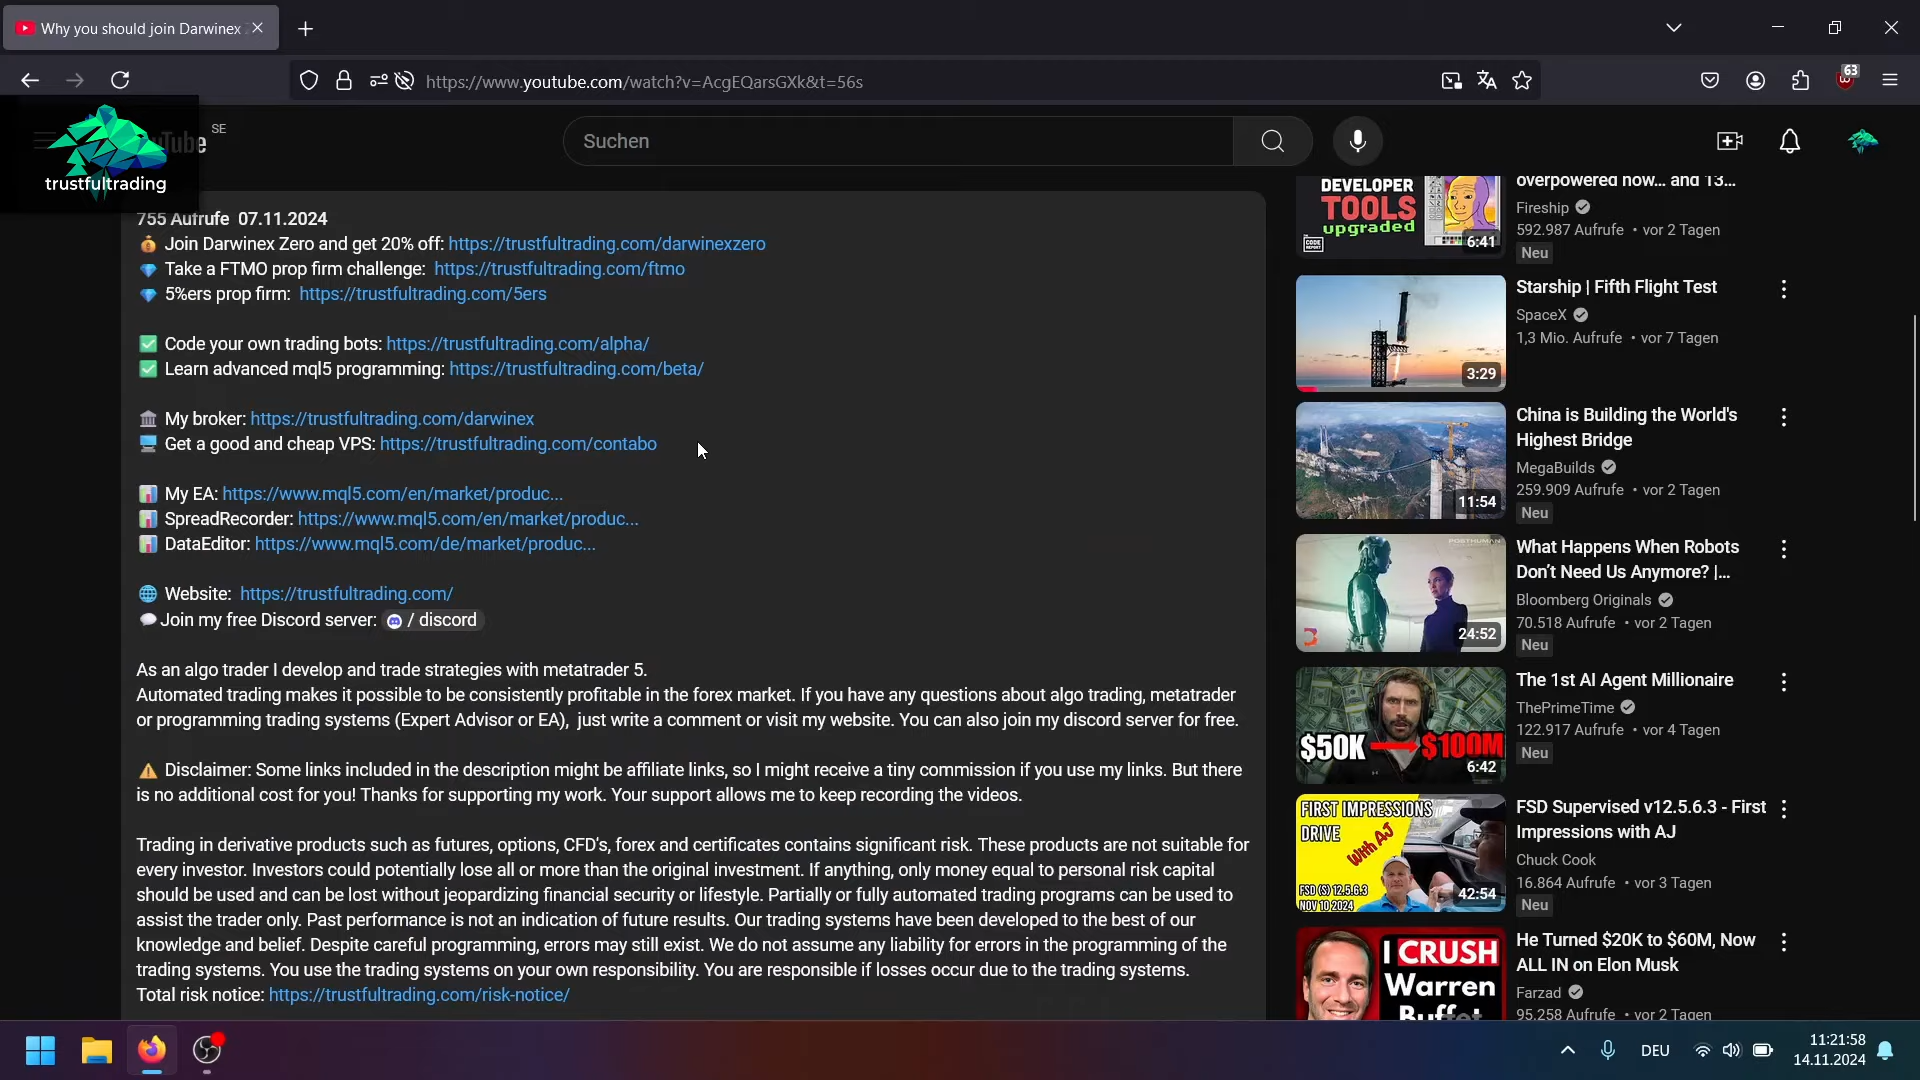 Why you should join Darwinex
https://www.youtube.com/watch?v=AcgEQarsGXk&t=56s
63
trustfultrading
SE
Suchen
755 Aufrufe 07.11.2024
Join Darwinex Zero and get 20% off: https://trustfultrading.com/darwinexzero
Take a FTMO prop firm challenge: https://trustfultrading.com/ftmo
5%ers prop firm: https://trustfultrading.com/5ers
Code your own trading bots: https://trustfultrading.com/alpha/
Learn advanced mql5 programming: https://trustfultrading.com/beta/
My broker: https://trustfultrading.com/darwinex
Get a good and cheap VPS: https://trustfultrading.com/contabo
My EA: https://www.mql5.com/en/market/produc...
SpreadRecorder: https://www.mql5.com/en/market/produc...
DataEditor: https://www.mql5.com/de/market/produc...
Website: https://trustfultrading.com/
Join my free Discord server: / discord
As an algo trader I develop and trade strategies with metatrader 5.
Automated trading makes it possible to be consistently profitable in the forex market. If you have any questions about algo trading, metatrader
or programming trading systems (Expert Advisor or EA), just write a comment or visit my website. You can also join my discord server for free.
Disclaimer: Some links included in the description might be affiliate links, so I might receive a tiny commission if you use my links. But there
is no additional cost for you! Thanks for supporting my work. Your support allows me to keep recording the videos.
Trading in derivative products such as futures, options, CFD's, forex and certificates contains significant risk. These products are not suitable for
every investor. Investors could potentially lose all or more than the original investment. If anything, only money equal to personal risk capital
should be used and can be lost without jeopardizing financial security or lifestyle. Partially or fully automated trading programs can be used to
assist the trader only. Past performance is not an indication of future results. Our trading systems have been developed to the best of our
knowledge and belief. Despite careful programming, errors may still exist. We do not assume any liability for errors in the programming of the
trading systems. You use the trading systems on your own responsibility. You are responsible if losses occur due to the trading systems.
Total risk notice: https://trustfultrading.com/risk-notice/
DEVELOPER
TOOLS
upgraded
6:41
overpowered now... and 13...
Fireship
592.987 Aufrufe • vor 2 Tagen
Neu
3:29
Starship | Fifth Flight Test
SpaceX
1,3 Mio. Aufrufe • vor 7 Tagen
11:54
China is Building the World's
Highest Bridge
MegaBuilds
259.909 Aufrufe • vor 2 Tagen
Neu
POSTHUMAN
24:52
What Happens When Robots
Don't Need Us Anymore? |...
Bloomberg Originals
70.518 Aufrufe • vor 2 Tagen
Neu
$50K $100M
6:42
The 1st AI Agent Millionaire
ThePrimeTime
122.917 Aufrufe • vor 4 Tagen
Neu
FIRST IMPRESSIONS
DRIVE
With AJ
FSD (S) 12.5.6.3
NOV 10 2024
42:54
FSD Supervised v12.5.6.3 - First
Impressions with AJ
Chuck Cook
16.864 Aufrufe • vor 3 Tagen
Neu
I CRUSH
Warren
Buffet
He Turned $20K to $60M, Now
ALL IN on Elon Musk
Farzad
95.258 Aufrufe • vor 2 Tagen
DEU
11:21:58
14.11.2024